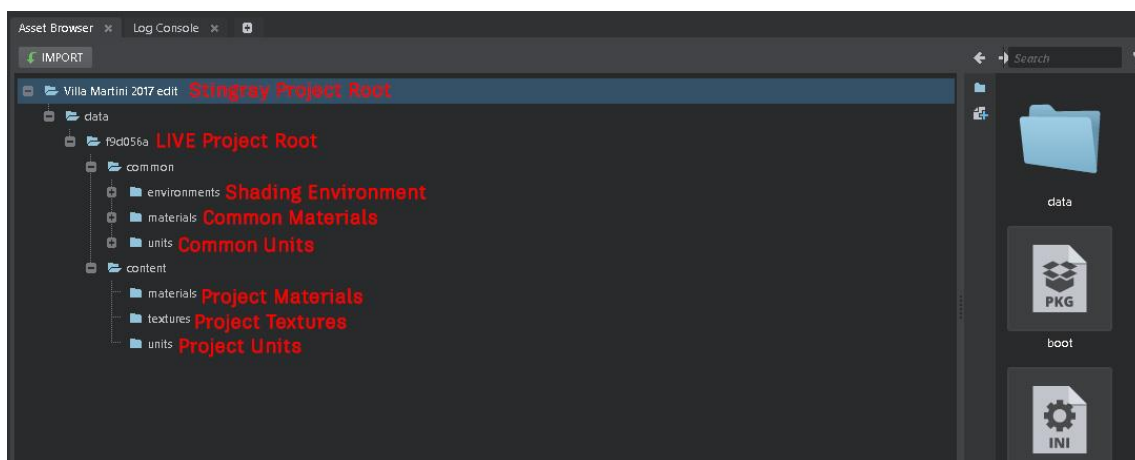 Asset Browser Log Console
IMPORT
Search
Villa Martini 2017 edit Stingray Project Root
data
f9d056a LIVE Project Root
common
environments Shading Environment
materials Common Materials
units Common Units
content
materials Project Materials
textures Project Textures
units Project Units
data
PKG
boot
INI